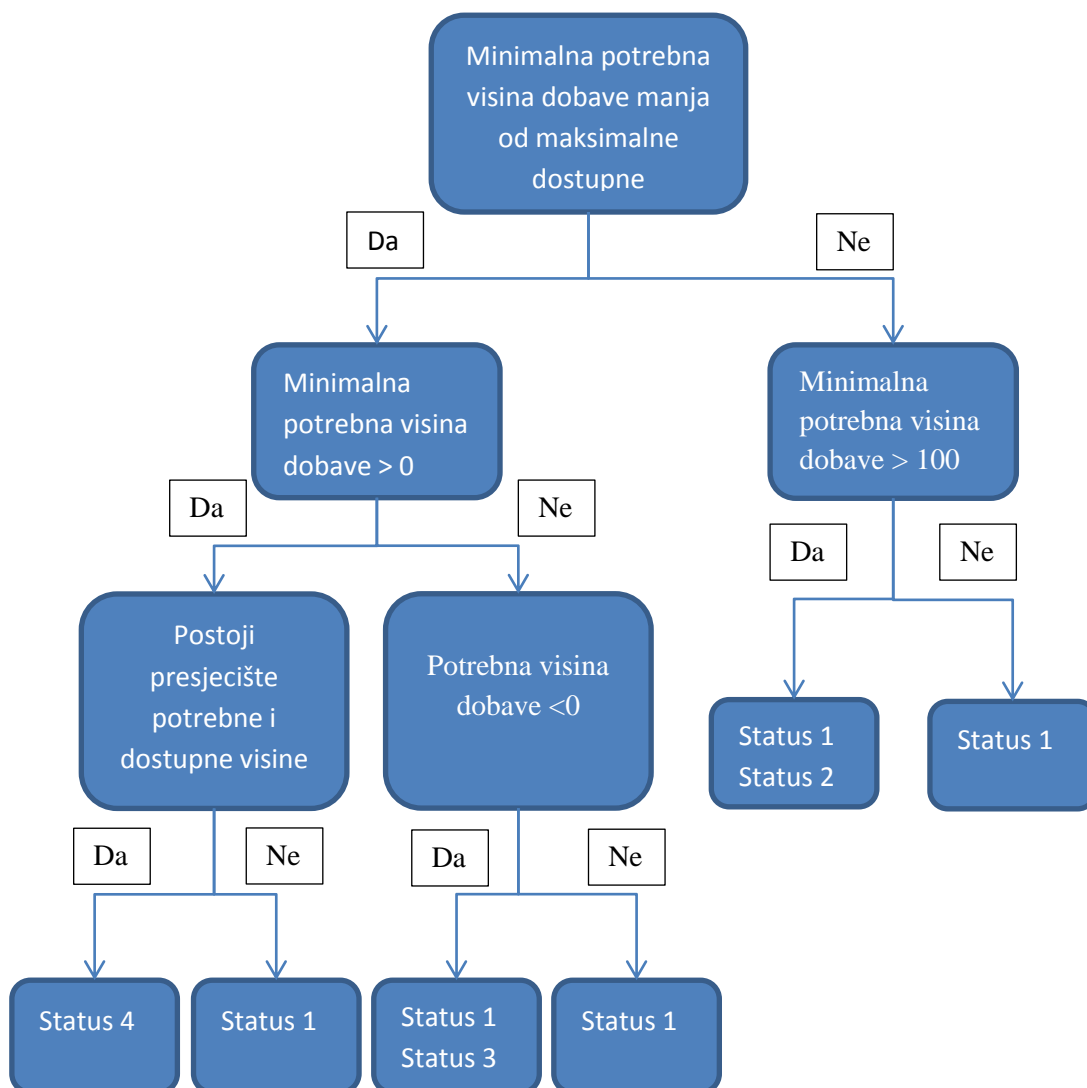 Minimalna potrebna
visina dobave manja
od maksimalne
dostupne
Da
Ne
Minimalna
potrebna visina
dobave > 0
Minimalna
potrebna visina
dobave > 100
Da
Ne
Da
Ne
Postoji
presjecište
potrebne i
dostupne visine
Potrebna visina
dobave <0
Status 1
Status 2
Status 1
Da
Ne
Da
Ne
Status 4
Status 1
Status 1
Status 3
Status 1